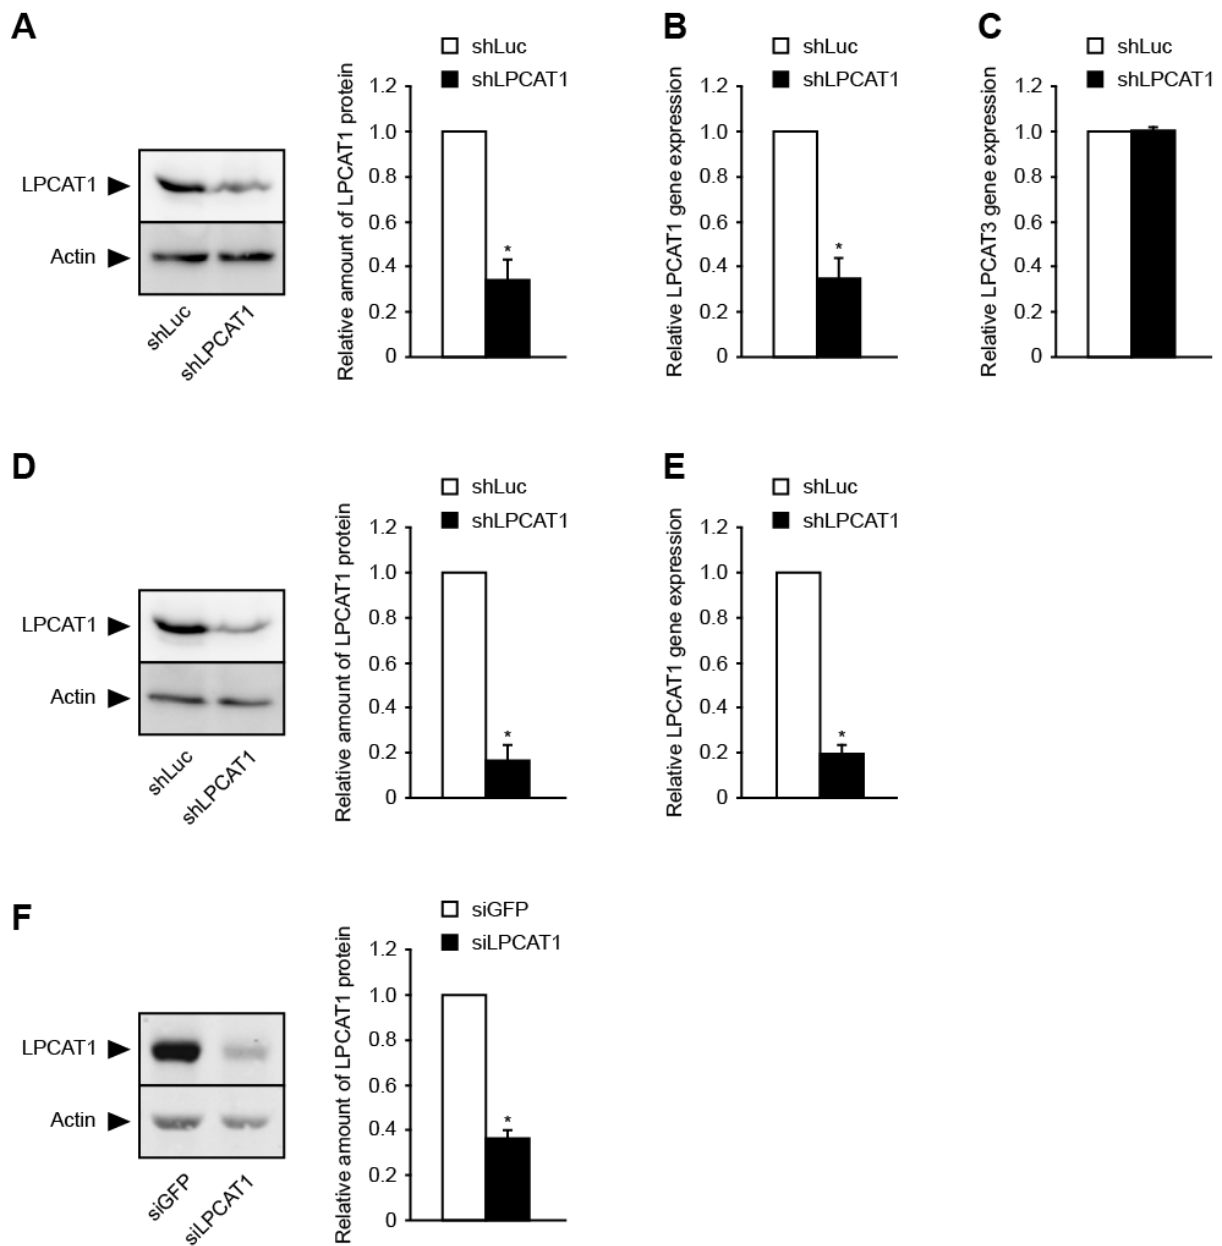 A
LPCAT1
Actin
shLuc
shLPCAT1
shLuc
shLPCAT1
Relative amount of LPCAT1 protein
1.2
1.0
0.8
0.6
0.4
0.2
0
*
B
shLuc
shLPCAT1
Relative LPCAT1 gene expression
1.2
1.0
0.8
0.6
0.4
0.2
0
*
C
shLuc
shLPCAT1
Relative LPCAT3 gene expression
1.2
1.0
0.8
0.6
0.4
0.2
0
D
LPCAT1
Actin
shLuc
shLPCAT1
shLuc
shLPCAT1
Relative amount of LPCAT1 protein
1.2
1.0
0.8
0.6
0.4
0.2
0
*
E
shLuc
shLPCAT1
Relative LPCAT1 gene expression
1.2
1.0
0.8
0.6
0.4
0.2
0
*
F
LPCAT1
Actin
siGFP
siLPCAT1
siGFP
siLPCAT1
Relative amount of LPCAT1 protein
1.2
1.0
0.8
0.6
0.4
0.2
0
*